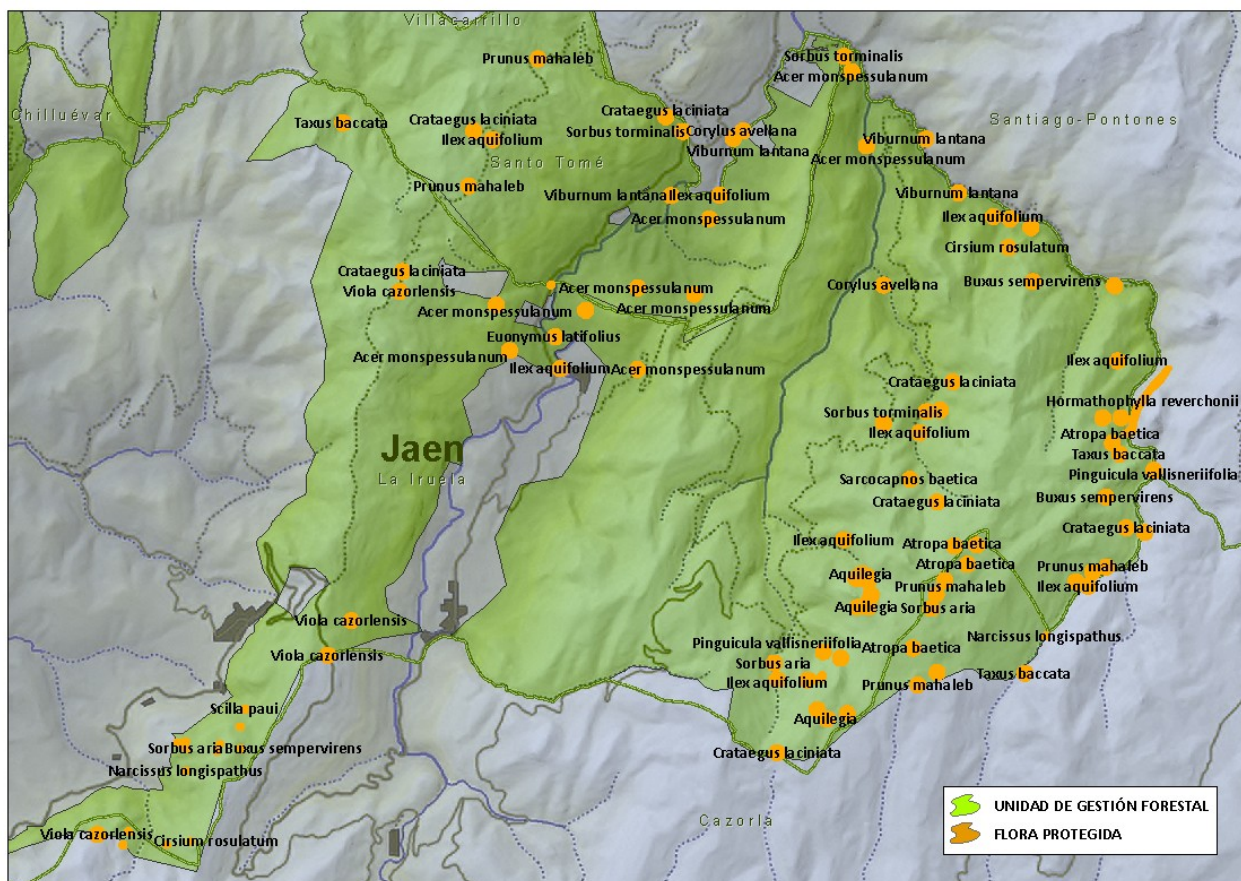 Villacarrillo
Prunus mahaleb
Sorbus torminalis
Acer monspessulanum
Chilluévar
Taxus baccata
Crataegus laciniata
Ilex aquifolium
Santo Tomé
Crataegus laciniata
Sorbus torminalis
Corylus avellana
Viburnum lantana
Santiago-Pontones
Viburnum lantana
Acer monspessulanum
Prunus mahaleb
Viburnum lantana
Ilex aquifolium
Acer monspessulanum
Viburnum lantana
Ilex aquifolium
Cirsium rosulatum
Crataegus laciniata
Viola cazorlensis
Acer monspessulanum
Acer monspessulanum
Acer monspessulanum
Corylus avellana
Buxus sempervirens
Euonymus latifolius
Acer monspessulanum
Ilex aquifolium
Acer monspessulanum
Ilex aquifolium
Crataegus laciniata
Hormathophylla reverchonii
Sorbus torminalis
Ilex aquifolium
Atropa baetica
Taxus baccata
Jaen
La Iruela
Pinguicula vallisneriifolia
Sarcocapnos baetica
Crataegus laciniata
Buxus sempervirens
Crataegus laciniata
Ilex aquifolium
Atropa baetica
Atropa baetica
Aquilegia
Prunus mahaleb
Prunus mahaleb
Ilex aquifolium
Aquilegia
Sorbus aria
Viola cazorlensis
Narcissus longispathus
Pinguicula vallisneriifolia
Atropa baetica
Viola cazorlensis
Sorbus aria
Ilex aquifolium
Prunus mahaleb
Taxus baccata
Scilla paui
Aquilegia
Sorbus aria
Buxus sempervirens
Crataegus laciniata
Narcissus longispathus
Cazorla
Viola cazorlensis
Cirsium rosulatum
UNIDAD DE GESTIÓN FORESTAL
FLORA PROTEGIDA